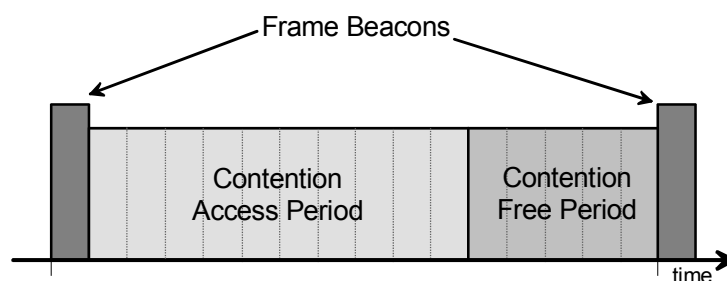 Frame Beacons
Contention
Access Period
Contention
Free Period
time